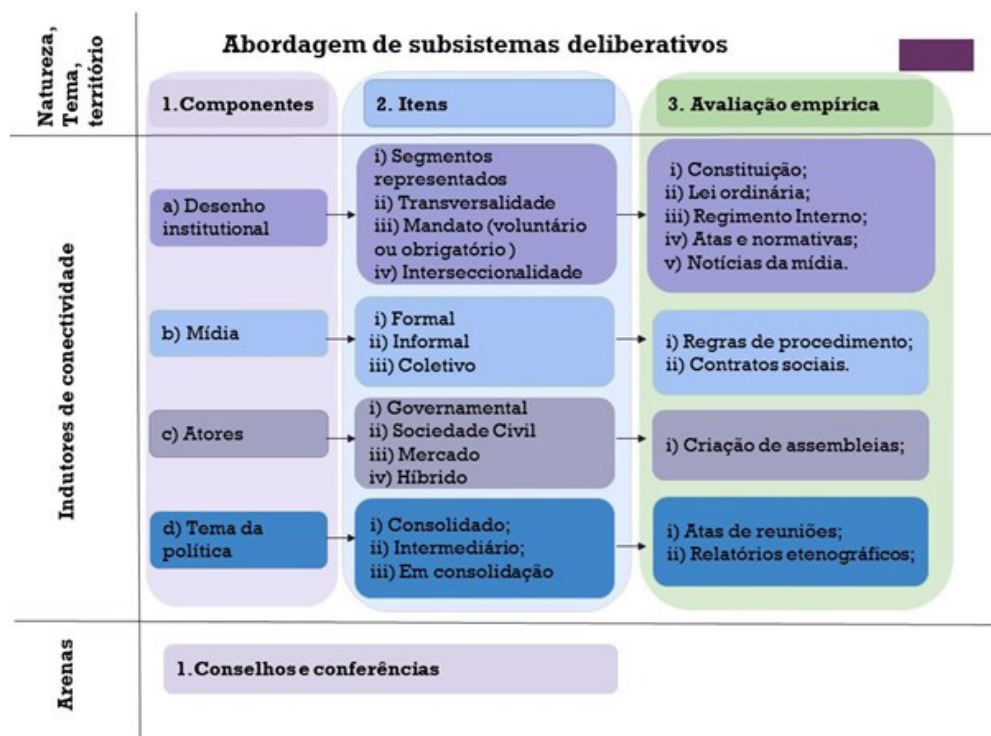 Abordagem de subsistemas deliberativos
Natureza,
Tema,
território
1.Componentes
2. Itens
3. Avaliação empírica
Indutores de conectividade
a) Desenho
institucional
i) Segmentos
representados
ii) Transversalidade
iii) Mandato (voluntário
ou obrigatório )
iv) Interseccionalidade
i) Constituição;
ii) Lei ordinária;
iii) Regimento Interno;
iv) Atas e normativas;
v) Notícias da mídia.
b) Mídia
i) Formal
ii) Informal
iii) Coletivo
i) Regras de procedimento;
ii) Contratos sociais.
c) Atores
i) Governamental
ii) Sociedade Civil
iii) Mercado
iv) Híbrido
i) Criação de assembleias;
d) Tema da
política
i) Consolidado;
ii) Intermediário;
iii) Em consolidação
i) Atas de reuniões;
ii) Relatórios etenográficos;
Arenas
1.Conselhos e conferências